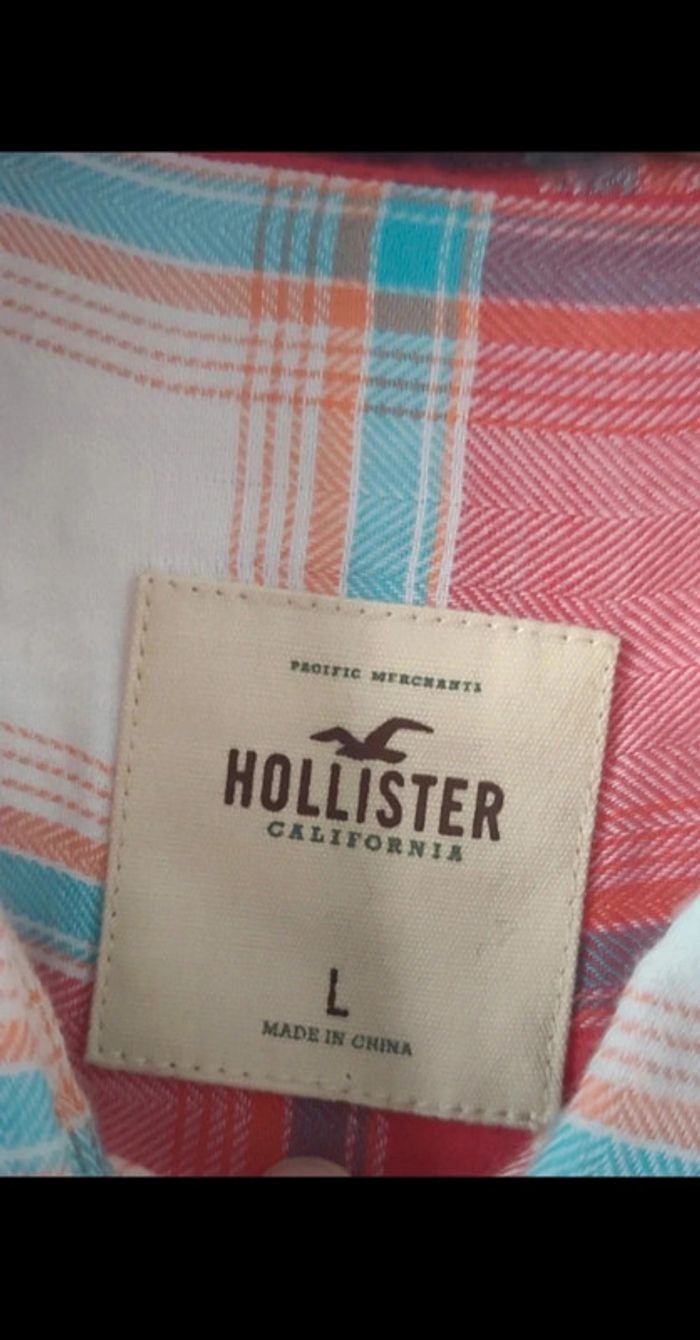 PACIFIC MERCHANTS
HOLLISTER
CALIFORNIA
L
MADE IN CHINA